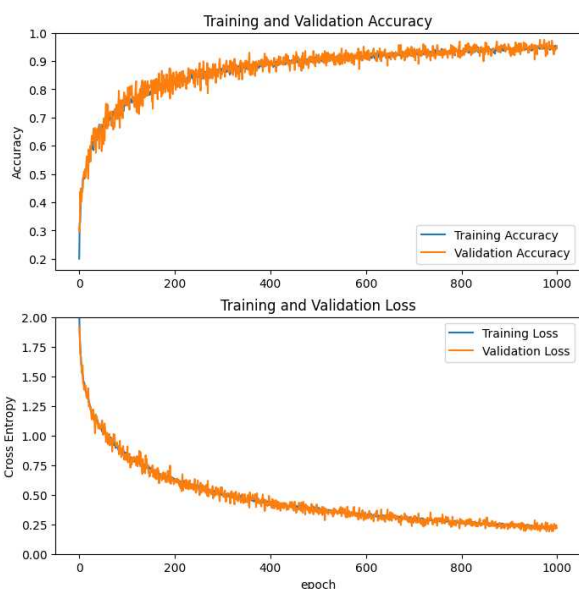 Training and Validation Accuracy
1.0
0.9
0.8
0.7
0.6
0.5
0.4
0.3
0.2
Accuracy
Training Accuracy
Validation Accuracy
0 200 400 600 800 1000
Training and Validation Loss
2.00
1.75
1.50
1.25
1.00
0.75
0.50
0.25
0.00
Cross Entropy
Training Loss
Validation Loss
0 200 400 600 800 1000
epoch